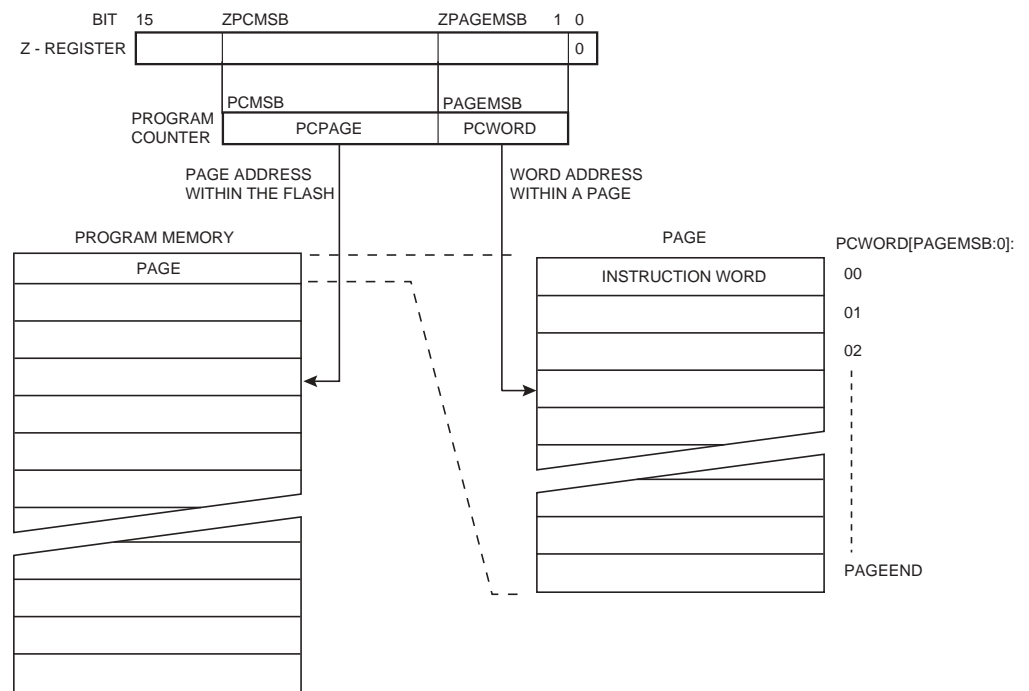 BIT 15 ZPCMSB ZPAGEMSB 1 0
Z - REGISTER 0
PCMSB PAGEMSB
PROGRAM
COUNTER
PCPAGE PCWORD
PAGE ADDRESS
WITHIN THE FLASH
WORD ADDRESS
WITHIN A PAGE
PROGRAM MEMORY
PAGE
PAGE
PCWORD[PAGEMSB:0]:
INSTRUCTION WORD
00
01
02
PAGEEND